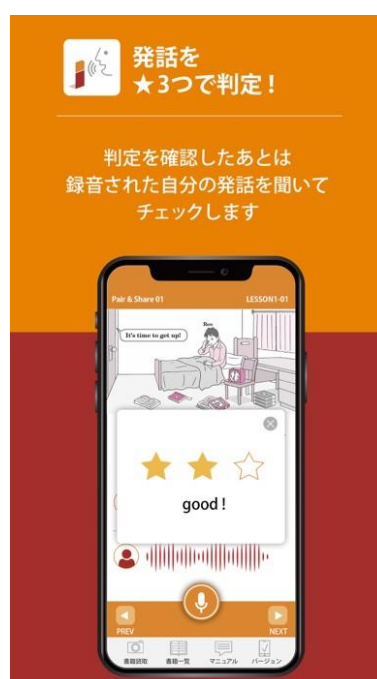 発話を
★3つで判定！
判定を確認したあとは
録音された自分の発話を聞いて
チェックします
Pair & Share 01
LESSON1-01
It's time to get up!
Ren
good !
PREV
NEXT
書籍読取
書籍一覧
マニュアル
バージョン